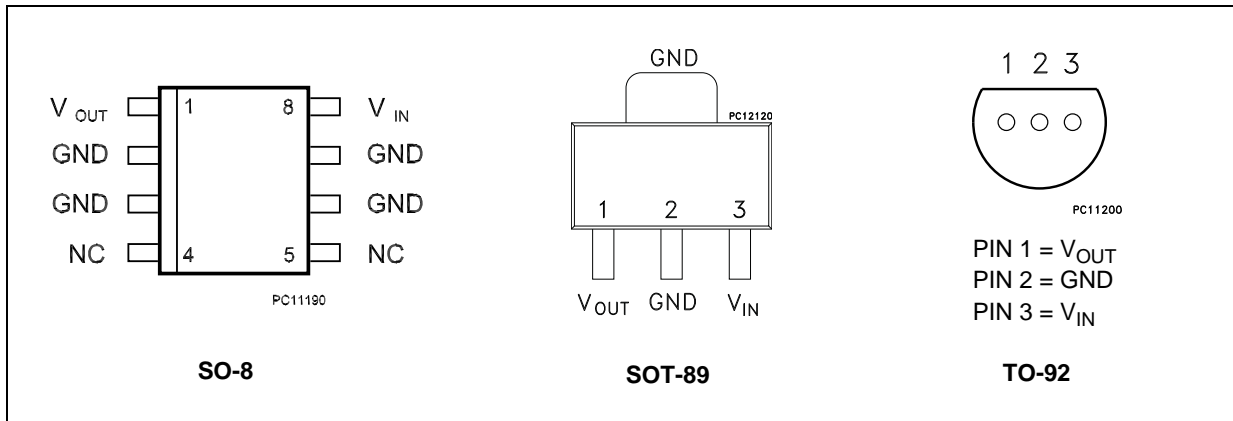 V OUT 1 8 V IN
GND GND
GND GND
NC 4 5 NC
PC11190
SO-8
GND
PC12120
1 2 3
V OUT GND V IN
SOT-89
1 2 3
PC11200
PIN 1 = VOUT
PIN 2 = GND
PIN 3 = VIN
TO-92